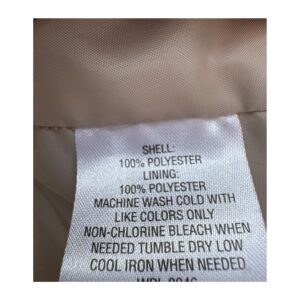 SHELL:
100% POLYESTER
LINING:
100% POLYESTER
MACHINE WASH COLD WITH
LIKE COLORS ONLY
NON-CHLORINE BLEACH WHEN
NEEDED TUMBLE DRY LOW
COOL IRON WHEN NEEDED